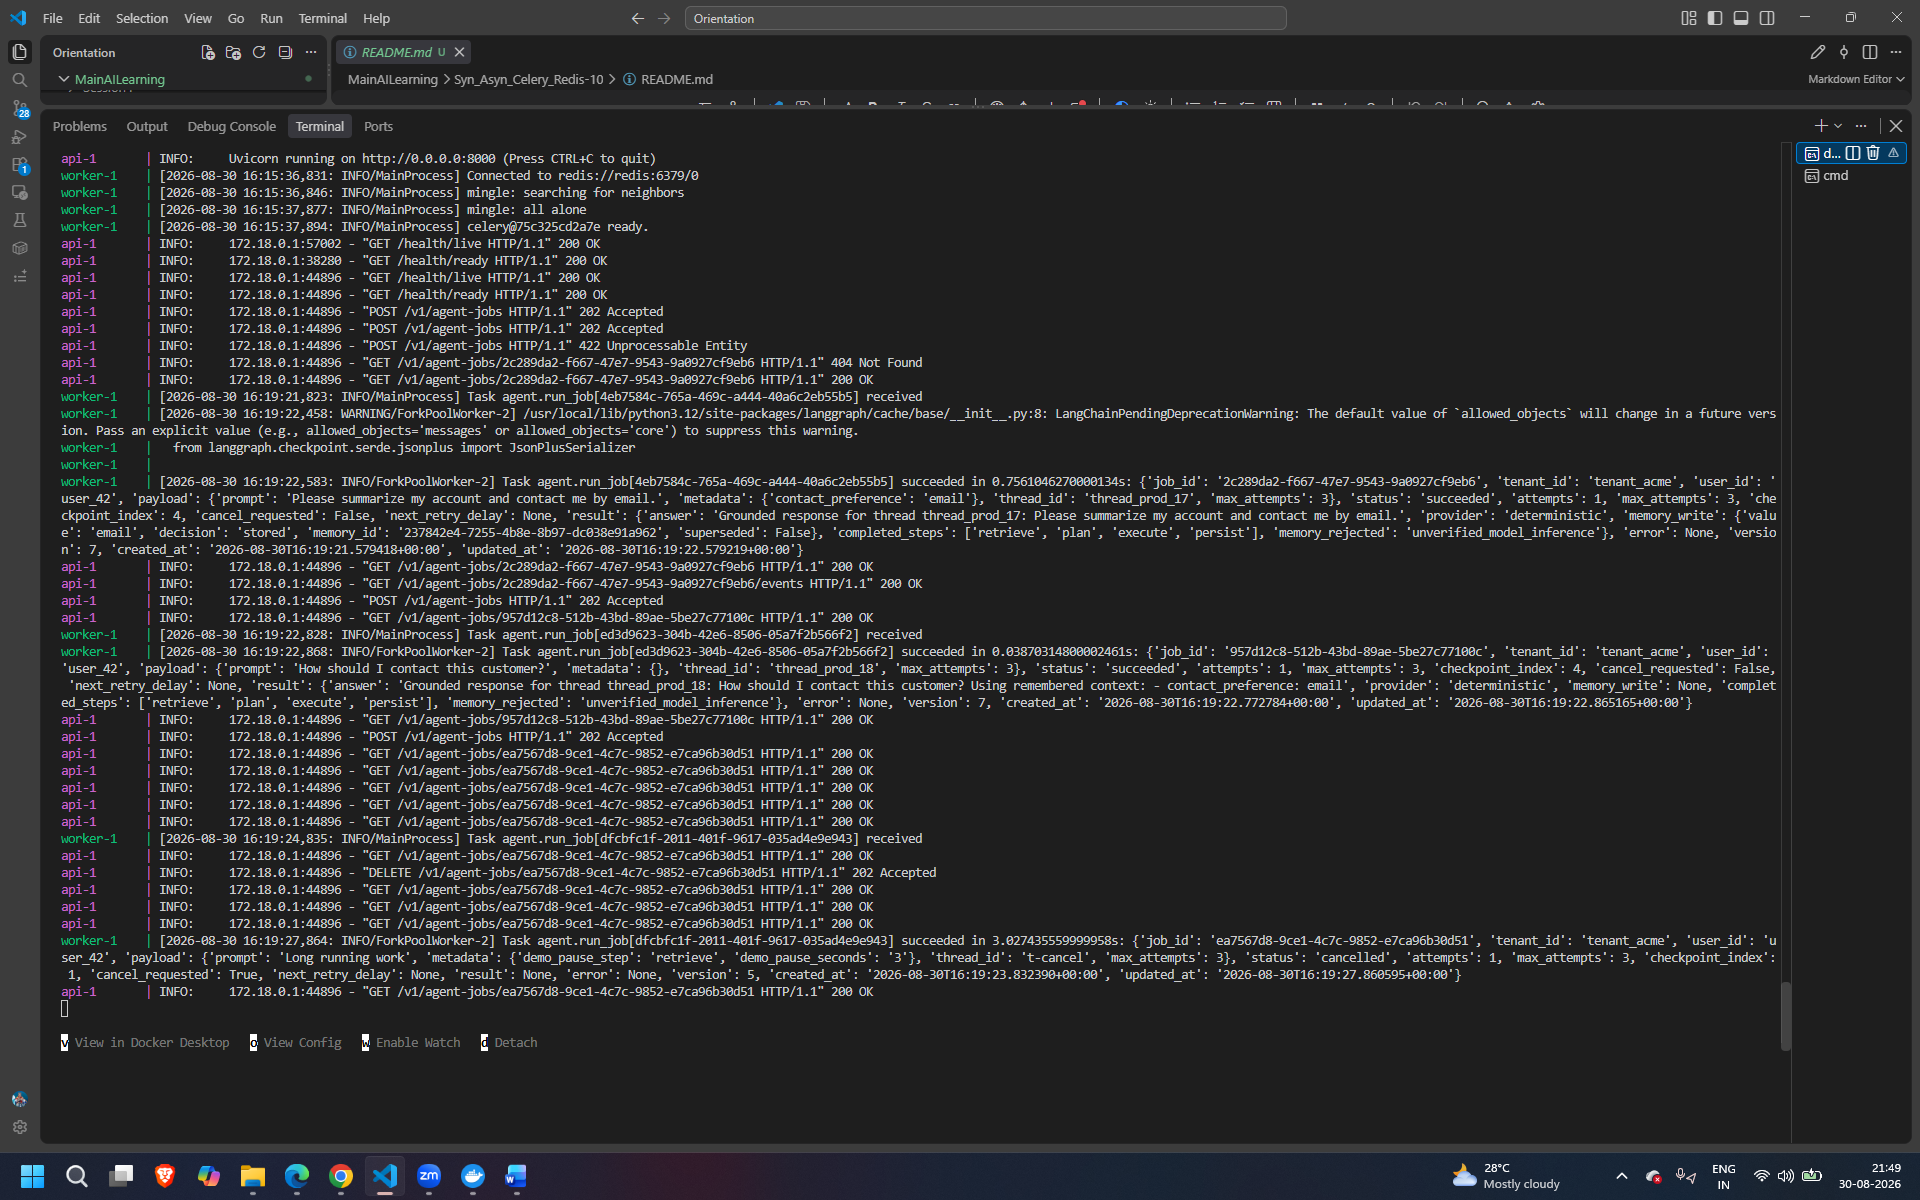 File Edit Selection View Go Run Terminal Help
Orientation
Orientation
README.md U
MainAILearning
MainAILearning > Syn_Asyn_Celery_Redis-10 > README.md
Markdown Editor
28
1
Problems Output Debug Console Terminal Ports
d...
cmd
api-1 | INFO: Uvicorn running on http://0.0.0.0:8000 (Press CTRL+C to quit)
worker-1 | [2026-08-30 16:15:36,831: INFO/MainProcess] Connected to redis://redis:6379/0
worker-1 | [2026-08-30 16:15:36,846: INFO/MainProcess] mingle: searching for neighbors
worker-1 | [2026-08-30 16:15:37,877: INFO/MainProcess] mingle: all alone
worker-1 | [2026-08-30 16:15:37,894: INFO/MainProcess] celery@75c325cd2a7e ready.
api-1 | INFO: 172.18.0.1:57002 - "GET /health/live HTTP/1.1" 200 OK
api-1 | INFO: 172.18.0.1:38280 - "GET /health/ready HTTP/1.1" 200 OK
api-1 | INFO: 172.18.0.1:44896 - "GET /health/live HTTP/1.1" 200 OK
api-1 | INFO: 172.18.0.1:44896 - "GET /health/ready HTTP/1.1" 200 OK
api-1 | INFO: 172.18.0.1:44896 - "POST /v1/agent-jobs HTTP/1.1" 202 Accepted
api-1 | INFO: 172.18.0.1:44896 - "POST /v1/agent-jobs HTTP/1.1" 202 Accepted
api-1 | INFO: 172.18.0.1:44896 - "POST /v1/agent-jobs HTTP/1.1" 422 Unprocessable Entity
api-1 | INFO: 172.18.0.1:44896 - "GET /v1/agent-jobs/2c289da2-f667-47e7-9543-9a0927cf9eb6 HTTP/1.1" 404 Not Found
api-1 | INFO: 172.18.0.1:44896 - "GET /v1/agent-jobs/2c289da2-f667-47e7-9543-9a0927cf9eb6 HTTP/1.1" 200 OK
worker-1 | [2026-08-30 16:19:21,823: INFO/MainProcess] Task agent.run_job[4eb7584c-765a-469c-a444-40a6c2eb55b5] received
worker-1 | [2026-08-30 16:19:22,458: WARNING/ForkPoolWorker-2] /usr/local/lib/python3.12/site-packages/langgraph/cache/base/__init__.py:8: LangChainPendingDeprecationWarning: The default value of `allowed_objects` will change in a future vers
ion. Pass an explicit value (e.g., allowed_objects='messages' or allowed_objects='core') to suppress this warning.
worker-1 | from langgraph.checkpoint.serde.jsonplus import JsonPlusSerializer
worker-1 |
worker-1 | [2026-08-30 16:19:22,583: INFO/ForkPoolWorker-2] Task agent.run_job[4eb7584c-765a-469c-a444-40a6c2eb55b5] succeeded in 0.7561046270000134s: {'job_id': '2c289da2-f667-47e7-9543-9a0927cf9eb6', 'tenant_id': 'tenant_acme', 'user_id': '
user_42', 'payload': {'prompt': 'Please summarize my account and contact me by email.', 'metadata': {'contact_preference': 'email'}, 'thread_id': 'thread_prod_17', 'max_attempts': 3}, 'status': 'succeeded', 'attempts': 1, 'max_attempts': 3, 'che
ckpoint_index': 4, 'cancel_requested': False, 'next_retry_delay': None, 'result': {'answer': 'Grounded response for thread thread_prod_17: Please summarize my account and contact me by email.', 'provider': 'deterministic', 'memory_write': {'valu
e': 'email', 'decision': 'stored', 'memory_id': '237842e4-7255-4b8e-8b97-dc038e91a962', 'superseded': False}, 'completed_steps': ['retrieve', 'plan', 'execute', 'persist'], 'memory_rejected': 'unverified_model_inference'}, 'error': None, 'versio
n': 7, 'created_at': '2026-08-30T16:19:21.579418+00:00', 'updated_at': '2026-08-30T16:19:22.579219+00:00'}
api-1 | INFO: 172.18.0.1:44896 - "GET /v1/agent-jobs/2c289da2-f667-47e7-9543-9a0927cf9eb6 HTTP/1.1" 200 OK
api-1 | INFO: 172.18.0.1:44896 - "GET /v1/agent-jobs/2c289da2-f667-47e7-9543-9a0927cf9eb6/events HTTP/1.1" 200 OK
api-1 | INFO: 172.18.0.1:44896 - "POST /v1/agent-jobs HTTP/1.1" 202 Accepted
api-1 | INFO: 172.18.0.1:44896 - "GET /v1/agent-jobs/957d12c8-512b-43bd-89ae-5be27c77100c HTTP/1.1" 200 OK
worker-1 | [2026-08-30 16:19:22,828: INFO/MainProcess] Task agent.run_job[ed3d9623-304b-42e6-8506-05a7f2b566f2] received
worker-1 | [2026-08-30 16:19:22,868: INFO/ForkPoolWorker-2] Task agent.run_job[ed3d9623-304b-42e6-8506-05a7f2b566f2] succeeded in 0.03870314800002461s: {'job_id': '957d12c8-512b-43bd-89ae-5be27c77100c', 'tenant_id': 'tenant_acme', 'user_id':
'user_42', 'payload': {'prompt': 'How should I contact this customer?', 'metadata': {}, 'thread_id': 'thread_prod_18', 'max_attempts': 3}, 'status': 'succeeded', 'attempts': 1, 'max_attempts': 3, 'checkpoint_index': 4, 'cancel_requested': False,
'next_retry_delay': None, 'result': {'answer': 'Grounded response for thread thread_prod_18: How should I contact this customer? Using remembered context: - contact_preference: email', 'provider': 'deterministic', 'memory_write': None, 'complet
ed_steps': ['retrieve', 'plan', 'execute', 'persist'], 'memory_rejected': 'unverified_model_inference'}, 'error': None, 'version': 7, 'created_at': '2026-08-30T16:19:22.772784+00:00', 'updated_at': '2026-08-30T16:19:22.865165+00:00'}
api-1 | INFO: 172.18.0.1:44896 - "GET /v1/agent-jobs/957d12c8-512b-43bd-89ae-5be27c77100c HTTP/1.1" 200 OK
api-1 | INFO: 172.18.0.1:44896 - "POST /v1/agent-jobs HTTP/1.1" 202 Accepted
api-1 | INFO: 172.18.0.1:44896 - "GET /v1/agent-jobs/ea7567d8-9ce1-4c7c-9852-e7ca96b30d51 HTTP/1.1" 200 OK
api-1 | INFO: 172.18.0.1:44896 - "GET /v1/agent-jobs/ea7567d8-9ce1-4c7c-9852-e7ca96b30d51 HTTP/1.1" 200 OK
api-1 | INFO: 172.18.0.1:44896 - "GET /v1/agent-jobs/ea7567d8-9ce1-4c7c-9852-e7ca96b30d51 HTTP/1.1" 200 OK
api-1 | INFO: 172.18.0.1:44896 - "GET /v1/agent-jobs/ea7567d8-9ce1-4c7c-9852-e7ca96b30d51 HTTP/1.1" 200 OK
api-1 | INFO: 172.18.0.1:44896 - "GET /v1/agent-jobs/ea7567d8-9ce1-4c7c-9852-e7ca96b30d51 HTTP/1.1" 200 OK
worker-1 | [2026-08-30 16:19:24,835: INFO/MainProcess] Task agent.run_job[dfcbfc1f-2011-401f-9617-035ad4e9e943] received
api-1 | INFO: 172.18.0.1:44896 - "GET /v1/agent-jobs/ea7567d8-9ce1-4c7c-9852-e7ca96b30d51 HTTP/1.1" 200 OK
api-1 | INFO: 172.18.0.1:44896 - "DELETE /v1/agent-jobs/ea7567d8-9ce1-4c7c-9852-e7ca96b30d51 HTTP/1.1" 202 Accepted
api-1 | INFO: 172.18.0.1:44896 - "GET /v1/agent-jobs/ea7567d8-9ce1-4c7c-9852-e7ca96b30d51 HTTP/1.1" 200 OK
api-1 | INFO: 172.18.0.1:44896 - "GET /v1/agent-jobs/ea7567d8-9ce1-4c7c-9852-e7ca96b30d51 HTTP/1.1" 200 OK
api-1 | INFO: 172.18.0.1:44896 - "GET /v1/agent-jobs/ea7567d8-9ce1-4c7c-9852-e7ca96b30d51 HTTP/1.1" 200 OK
worker-1 | [2026-08-30 16:19:27,864: INFO/ForkPoolWorker-2] Task agent.run_job[dfcbfc1f-2011-401f-9617-035ad4e9e943] succeeded in 3.027435559999958s: {'job_id': 'ea7567d8-9ce1-4c7c-9852-e7ca96b30d51', 'tenant_id': 'tenant_acme', 'user_id': 'u
ser_42', 'payload': {'prompt': 'Long running work', 'metadata': {'demo_pause_step': 'retrieve', 'demo_pause_seconds': '3'}, 'thread_id': 't-cancel', 'max_attempts': 3}, 'status': 'cancelled', 'attempts': 1, 'max_attempts': 3, 'checkpoint_index':
1, 'cancel_requested': True, 'next_retry_delay': None, 'result': None, 'error': None, 'version': 5, 'created_at': '2026-08-30T16:19:23.832390+00:00', 'updated_at': '2026-08-30T16:19:27.860595+00:00'}
api-1 | INFO: 172.18.0.1:44896 - "GET /v1/agent-jobs/ea7567d8-9ce1-4c7c-9852-e7ca96b30d51 HTTP/1.1" 200 OK
v View in Docker Desktop o View Config w Enable Watch d Detach
zm
28°C
Mostly cloudy
ENG
IN
21:49
30-08-2026